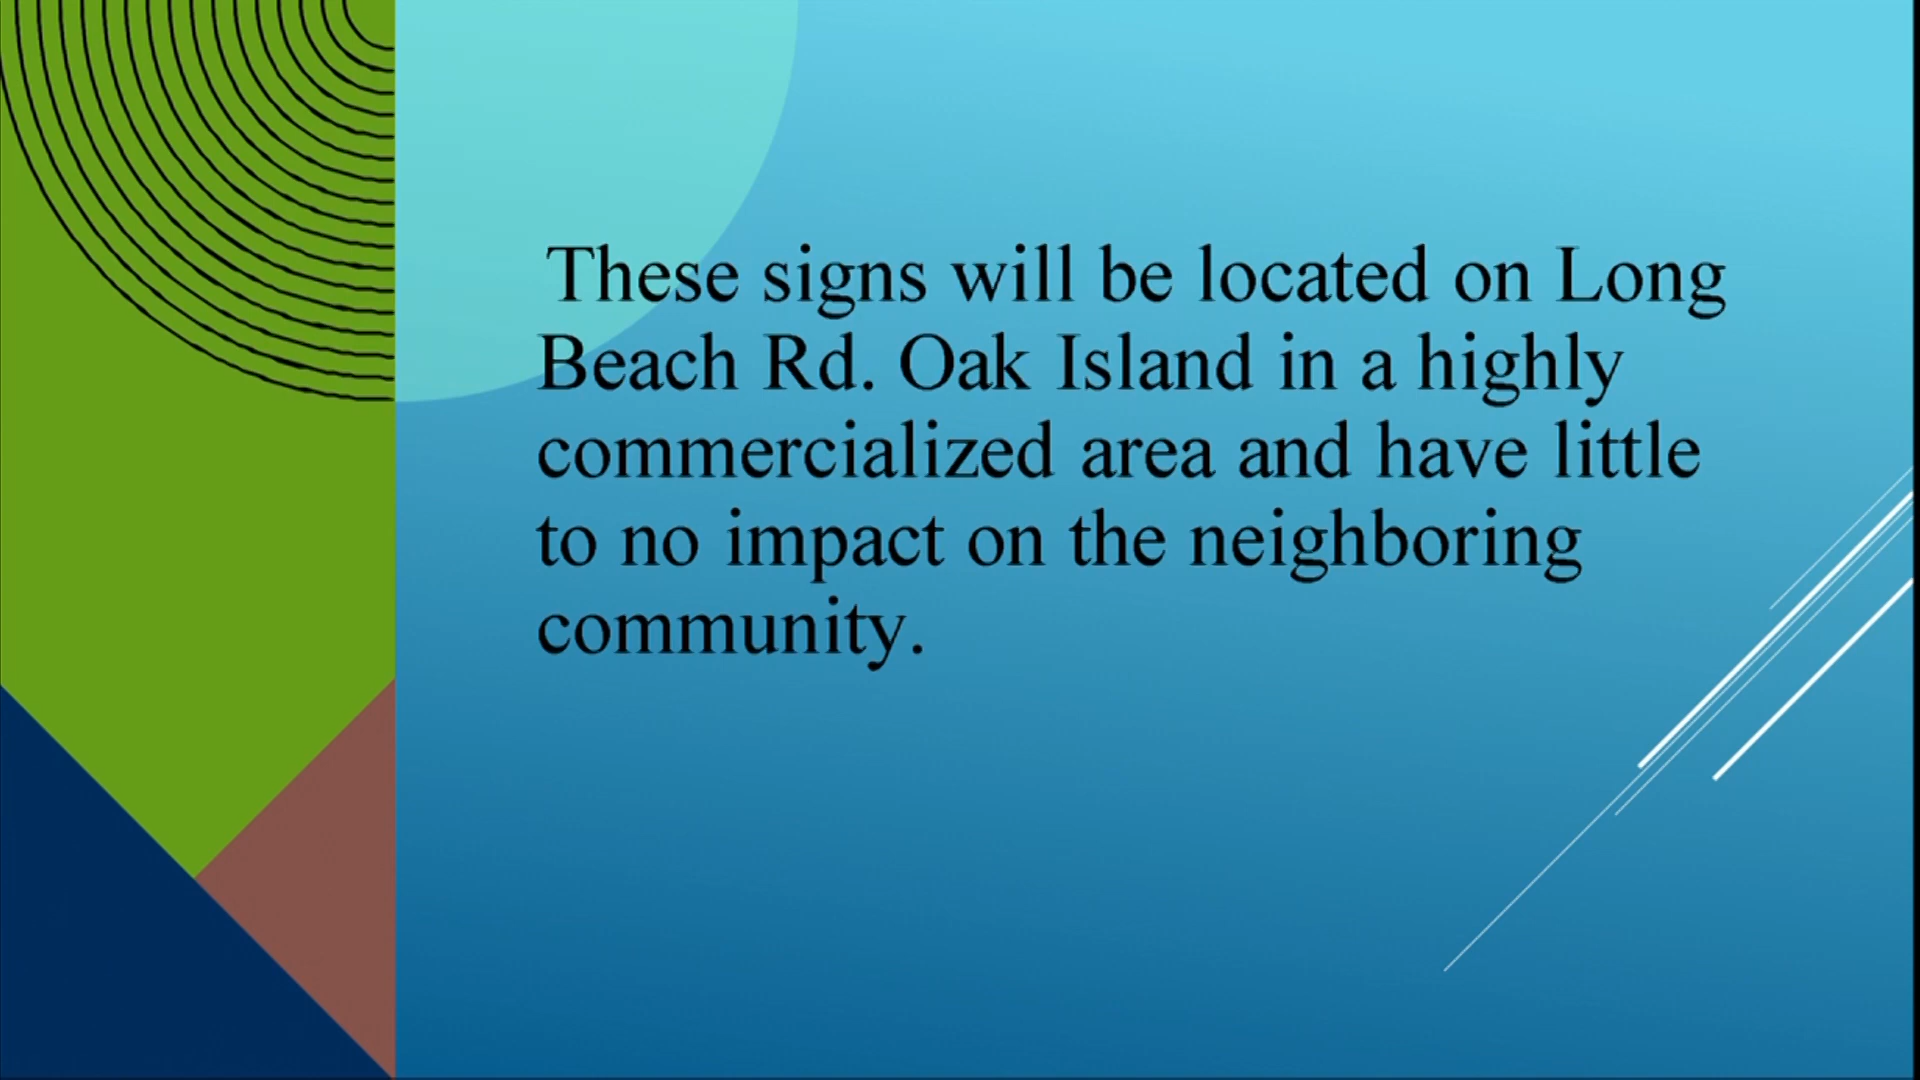 These signs will be located on Long
Beach Rd. Oak Island in a highly
commercialized area and have little
to no impact on the neighboring
community.